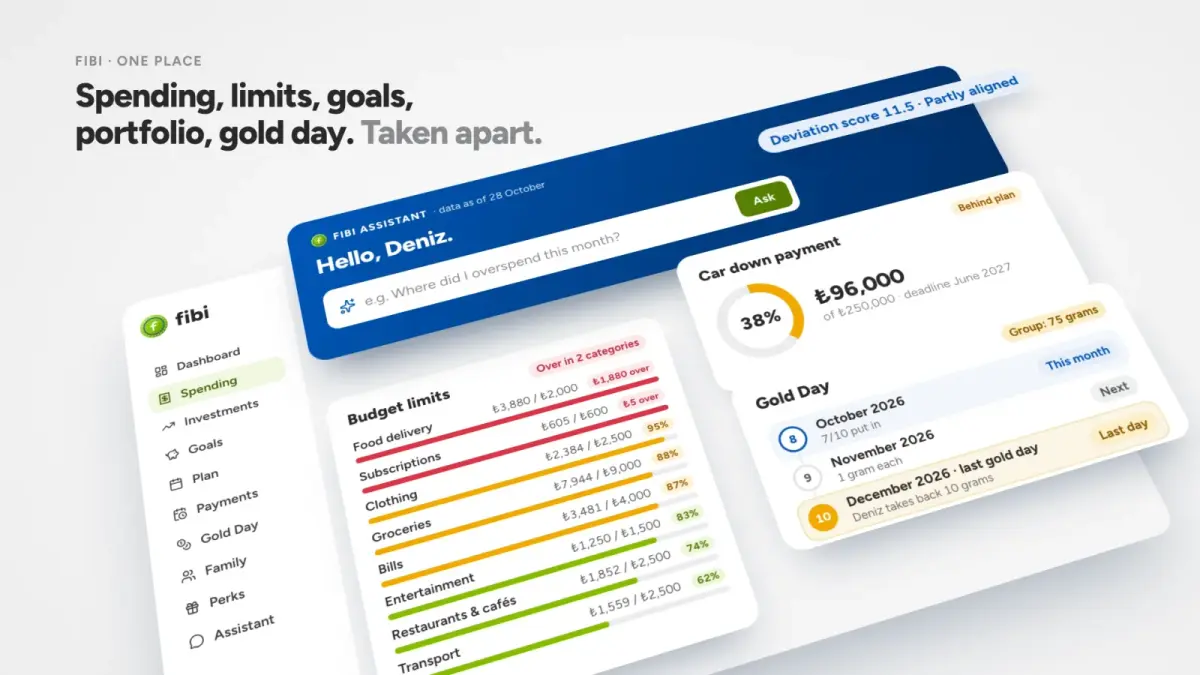 FIBI · ONE PLACE
Spending, limits, goals,
portfolio, gold day. Taken apart.
Deviation score 11.5 · Partly aligned
FIBI ASSISTANT · data as of 28 October
Hello, Deniz.
e.g. Where did I overspend this month?
Ask
fibi
Dashboard
Spending
Investments
Goals
Plan
Payments
Gold Day
Family
Perks
Assistant
Budget limits
Over in 2 categories
Food delivery ₺3,880 / ₺2,000 ₺1,880 over
Subscriptions ₺605 / ₺600 ₺5 over
Clothing ₺2,384 / ₺2,500 95%
Groceries ₺7,944 / ₺9,000 88%
Bills ₺3,481 / ₺4,000 87%
Entertainment ₺1,250 / ₺1,500 83%
Restaurants & cafés ₺1,852 / ₺2,500 74%
Transport ₺1,559 / ₺2,500 62%
Car down payment
Behind plan
38%
₺96,000
of ₺250,000 · deadline June 2027
Gold Day
Group: 75 grams
8 October 2026 This month
7/10 put in
9 November 2026 Next
1 gram each
10 December 2026 · last gold day Last day
Deniz takes back 10 grams